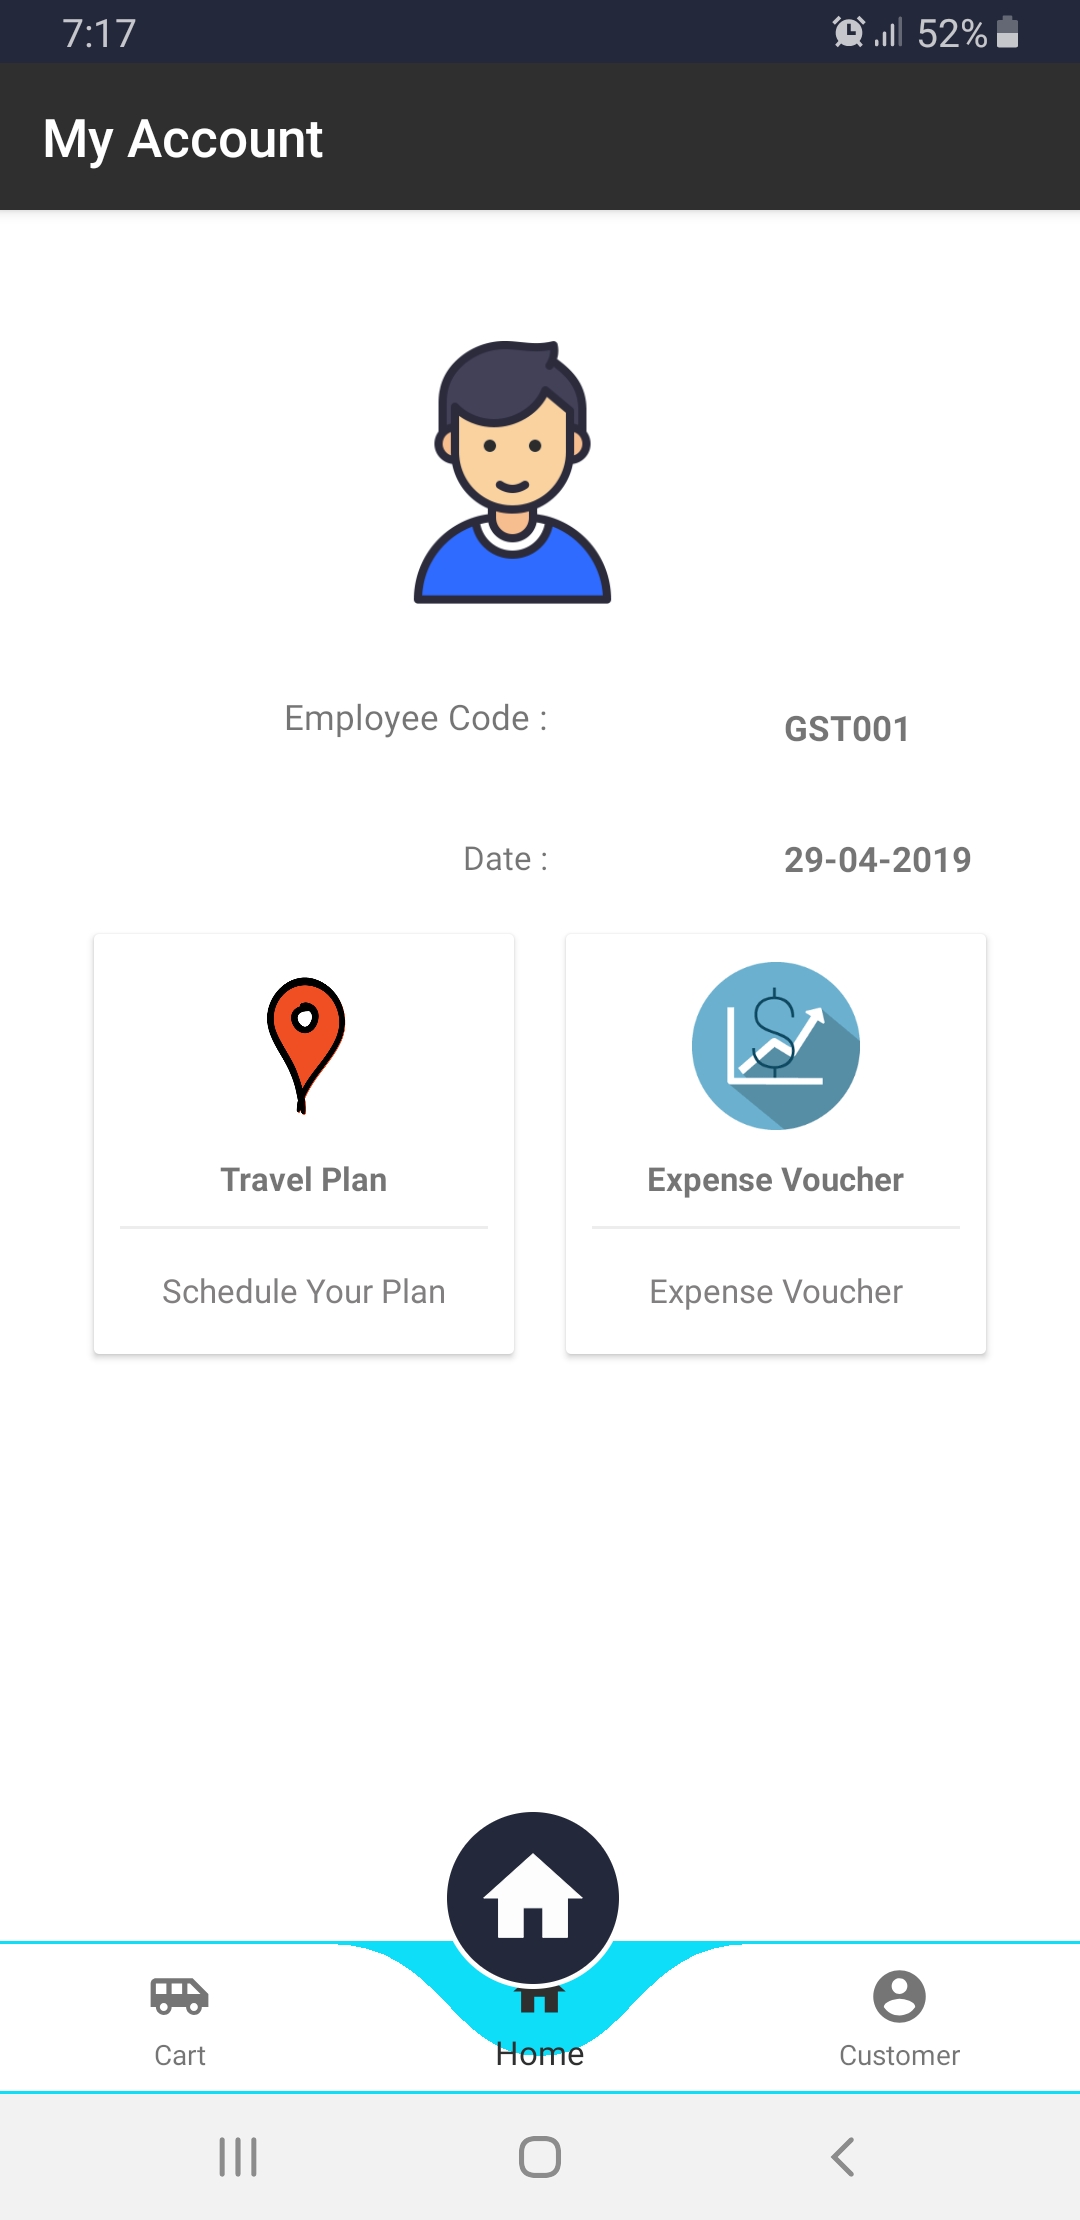 7:17 52%
My Account
Employee Code : GST001
Date : 29-04-2019
Travel Plan
Schedule Your Plan
Expense Voucher
Expense Voucher
Cart
Home
Customer